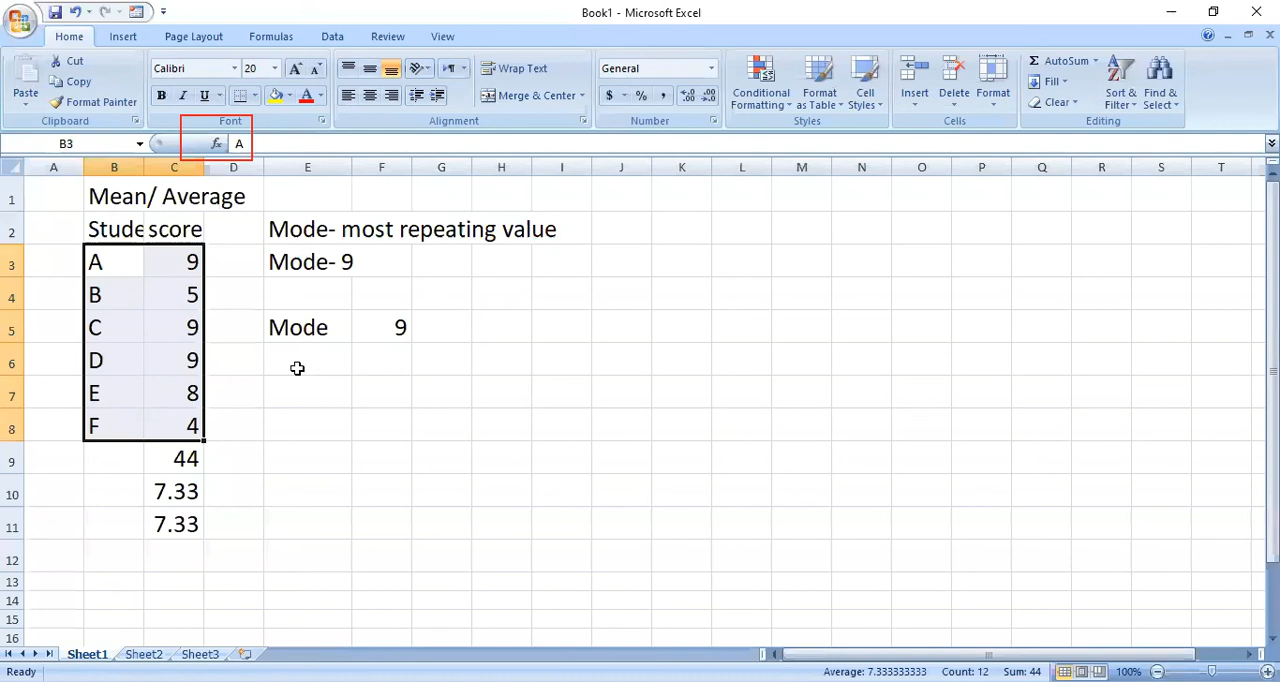 Book1 - Microsoft Excel
Home Insert Page Layout Formulas Data Review View
Cut
Copy
Format Painter
Paste
Clipboard
Calibri 20
B I U
Font
Wrap Text
Merge & Center
Alignment
General
$ % ,
Number
Conditional Formatting
Format as Table
Cell Styles
Styles
Insert Delete Format
Cells
Σ AutoSum
Fill
Clear
Sort & Filter
Find & Select
Editing
B3 fx A
A B C D E F G H I J K L M N O P Q R T
1 Mean/ Average
2 Stude score Mode- most repeating value
3 A 9 Mode- 9
4 B 5
5 C 9 Mode 9
6 D 9
7 E 8
8 F 4
9 44
10 7.33
11 7.33
12
13
14
15
16
Sheet1 Sheet2 Sheet3
Ready Average: 7.333333333 Count: 12 Sum: 44 100%